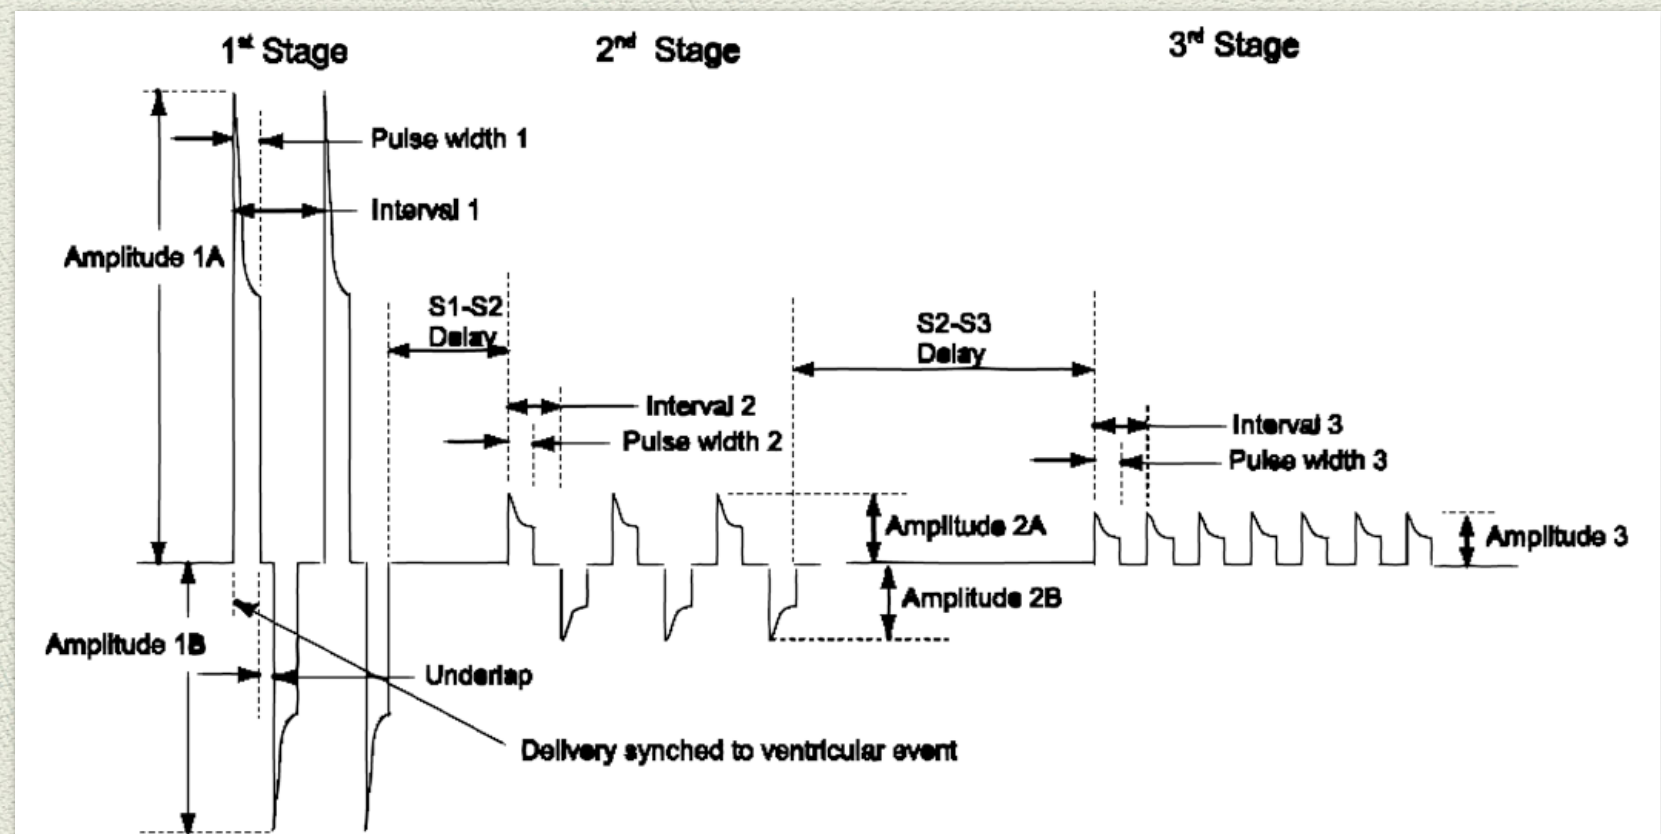 1st Stage
2nd Stage
3rd Stage
Pulse width 1
Interval 1
Amplitude 1A
S1-S2
Delay
S2-S3
Delay
Interval 2
Pulse width 2
Interval 3
Pulse width 3
Amplitude 2A
Amplitude 3
Amplitude 2B
Amplitude 1B
Underlap
Delivery synched to ventricular event